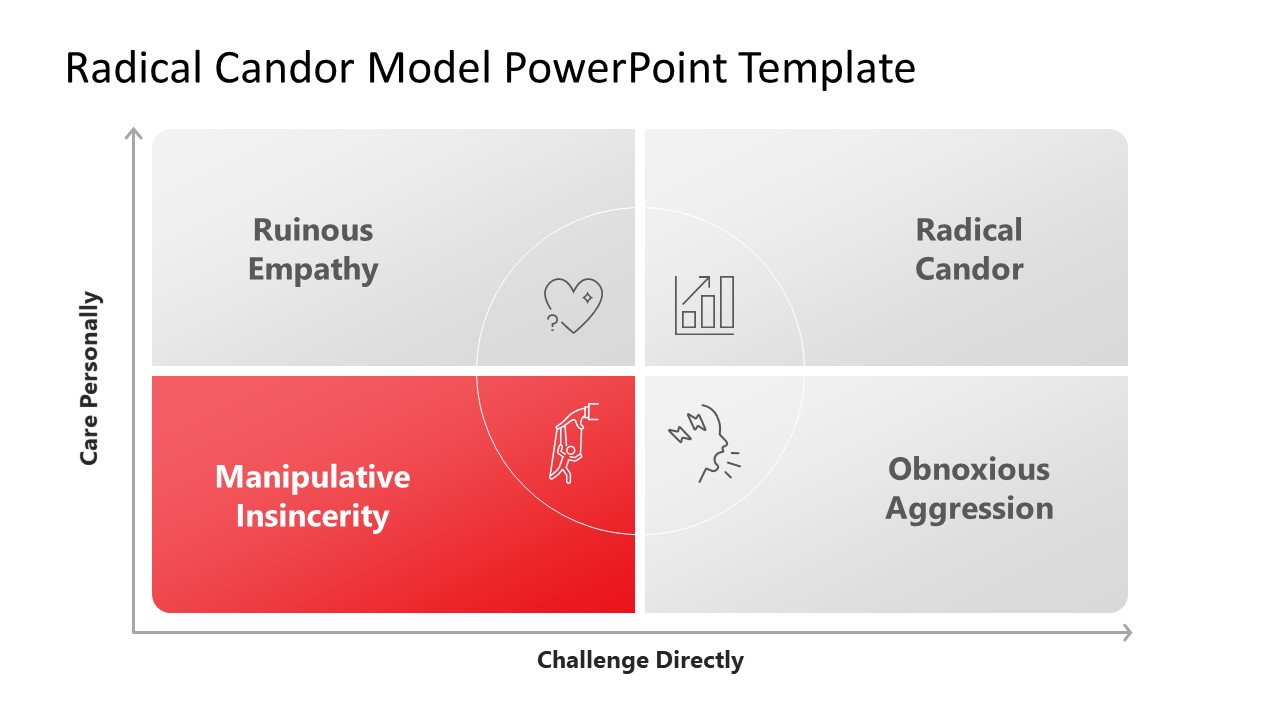 Radical Candor Model PowerPoint Template
Ruinous
Empathy
Radical
Candor
?
Care Personally
Manipulative
Insincerity
Obnoxious
Aggression
Challenge Directly